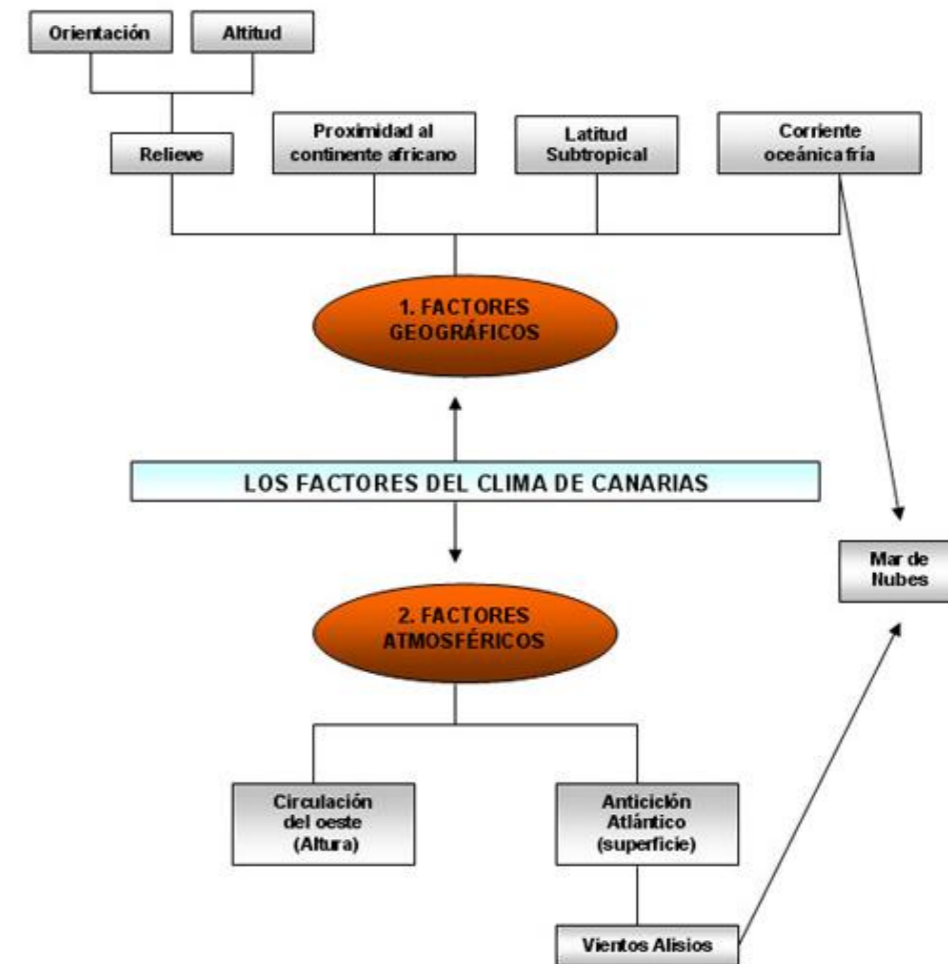 Orientación
Altitud
Relieve
Proximidad al
continente africano
Latitud
Subtropical
Corriente
oceánica fría
1. FACTORES
GEOGRÁFICOS
LOS FACTORES DEL CLIMA DE CANARIAS
Mar de
Nubes
2. FACTORES
ATMOSFÉRICOS
Circulación
del oeste
(Altura)
Anticiclón
Atlántico
(superficie)
Vientos Alisios